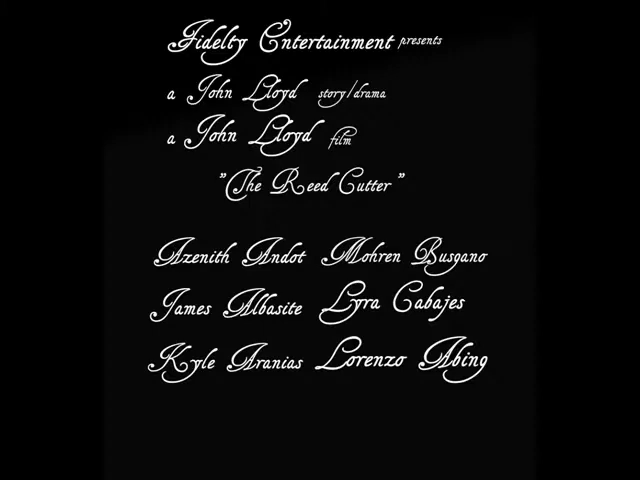 Fidelty Entertainment presents
a John Lloyd story/drama
a John Lloyd film
"The Reed Cutter"
Azenith Andot Mohren Busgano
James Albasite Lyra Cabajes
Kyle Aranias Lorenzo Abing